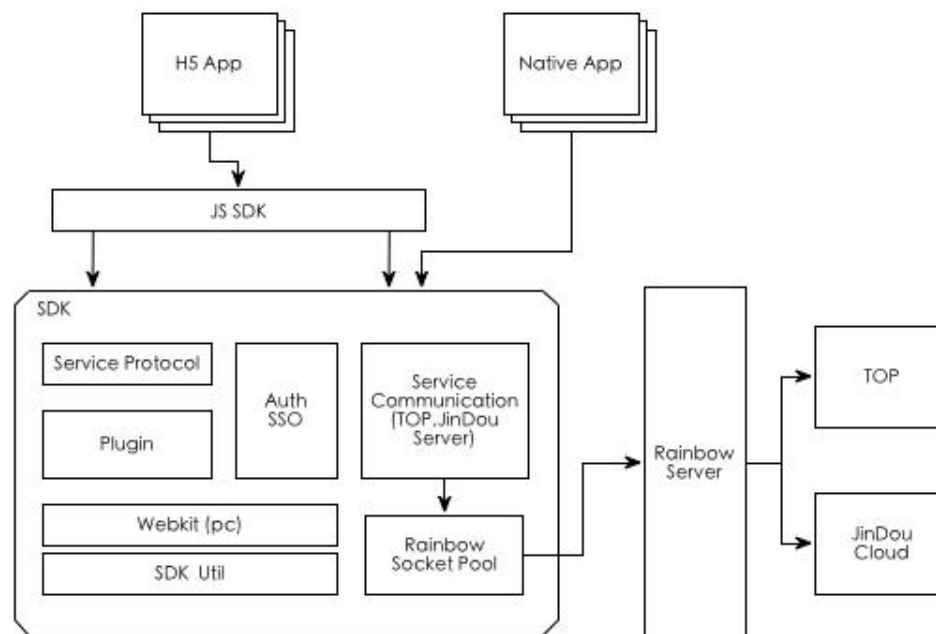 H5 App
Native App
JS SDK
SDK
Service Protocol
Plugin
Auth
SSO
Service
Communication
(TOP,JinDou
Server)
Webkit (pc)
SDK Util
Rainbow
Socket Pool
Rainbow
Server
TOP
JinDou
Cloud